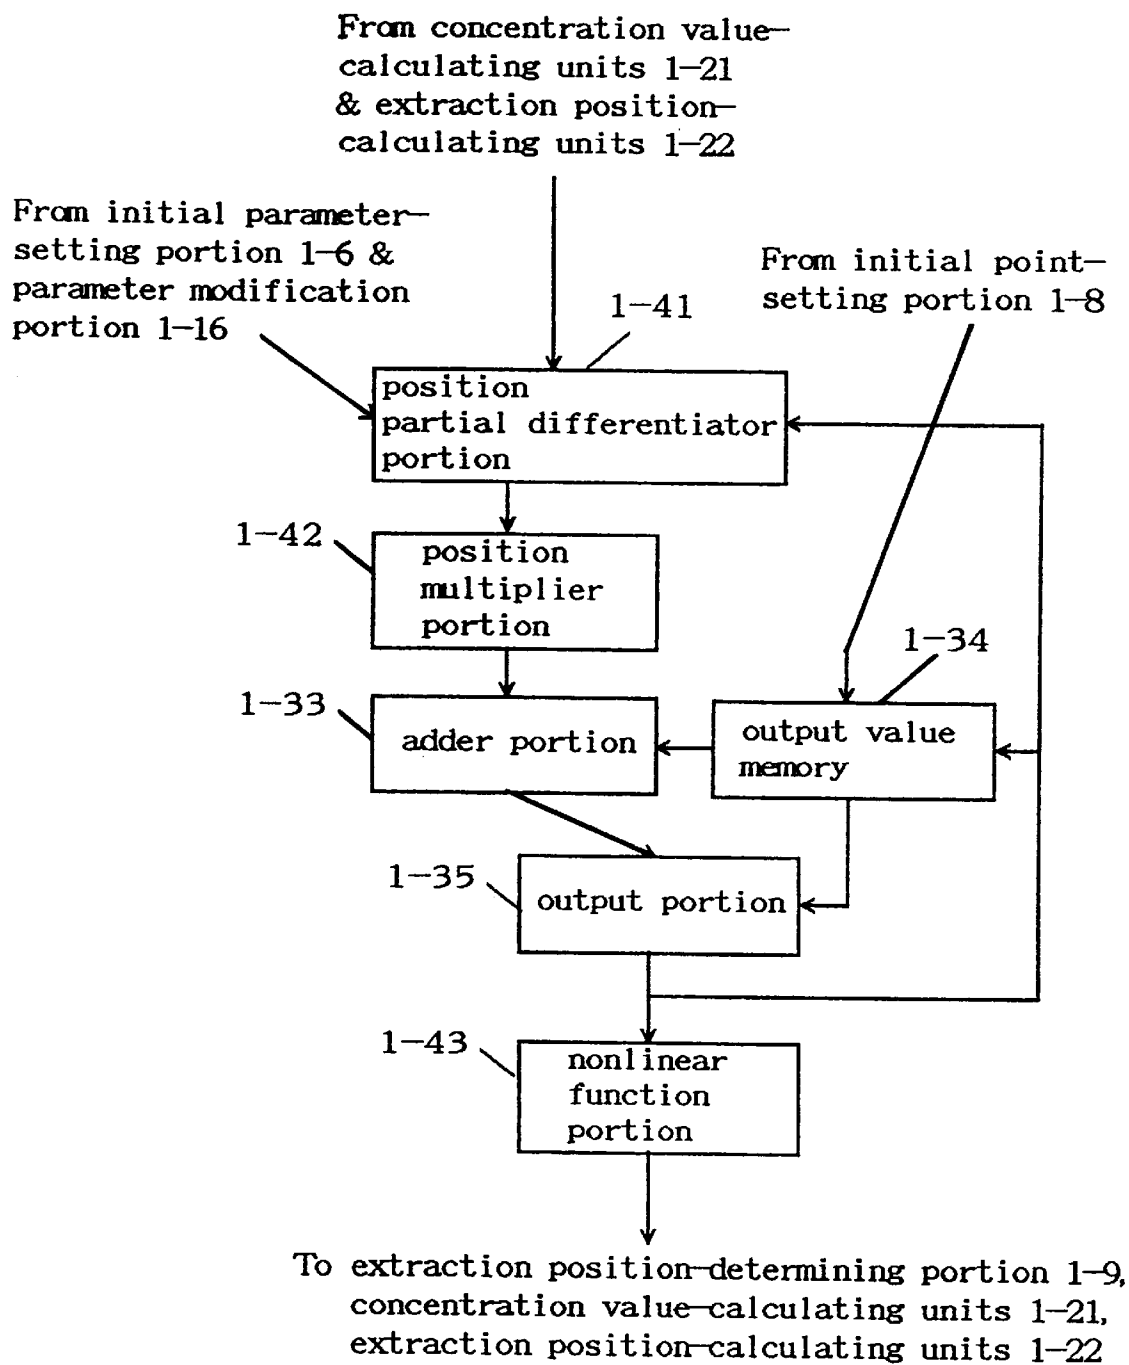 From concentration value-
calculating units 1-21
& extraction position-
calculating units 1-22
From initial parameter-
setting portion 1-6 &
parameter modification
portion 1-16
From initial point-
setting portion 1-8
1-41
position
partial differentiator
portion
1-42
position
multiplier
portion
1-34
1-33
adder portion
output value
memory
1-35
output portion
1-43
nonlinear
function
portion
To extraction position-determining portion 1-9,
concentration value-calculating units 1-21,
extraction position-calculating units 1-22